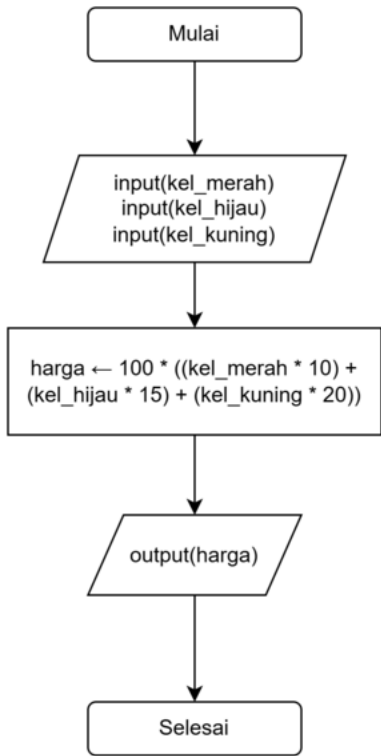 Mulai
input(kel_merah)
input(kel_hijau)
input(kel_kuning)
harga ← 100 * ((kel_merah * 10) +
(kel_hijau * 15) + (kel_kuning * 20))
output(harga)
Selesai